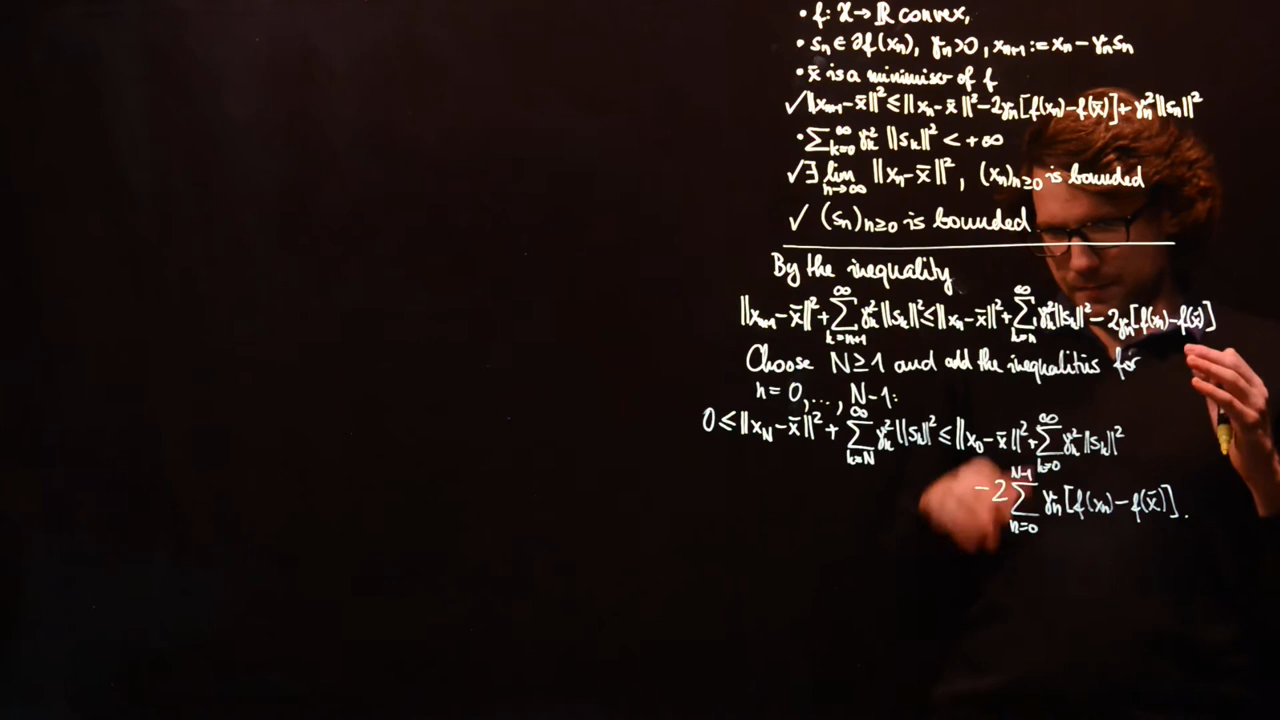 • f: X → ℝ convex,
• sₙ ∈ ∂f(xₙ), γₙ > 0, xₙ₊₁ := xₙ − γₙsₙ
• x̄ is a minimiser of f
✓ ||xₙ₊₁ − x̄||² ≤ ||xₙ − x̄||² − 2γₙ[f(xₙ) − f(x̄)] + γₙ²||sₙ||²
• ∑_{k=0}^{∞} γₖ² ||sₖ||² < +∞
✓ ∃ lim_{n→∞} ||xₙ − x̄||², (xₙ)ₙ≥₀ is bounded
✓ (sₙ)ₙ≥₀ is bounded
By the inequality
||xₙ₊₁ − x̄||² + ∑_{k=n+1}^{∞} γₖ²||sₖ||² ≤ ||xₙ − x̄||² + ∑_{k=n}^{∞} γₖ²||sₖ||² − 2γₙ[f(xₙ) − f(x̄)]
Choose N ≥ 1 and add the inequalities for
n = 0, ..., N−1:
0 ≤ ||x_N − x̄||² + ∑_{k=N}^{∞} γₖ²||sₖ||² ≤ ||x₀ − x̄||² + ∑_{k=0}^{∞} γₖ²||sₖ||²
−2 ∑_{n=0}^{N−1} γₙ[f(xₙ) − f(x̄)].